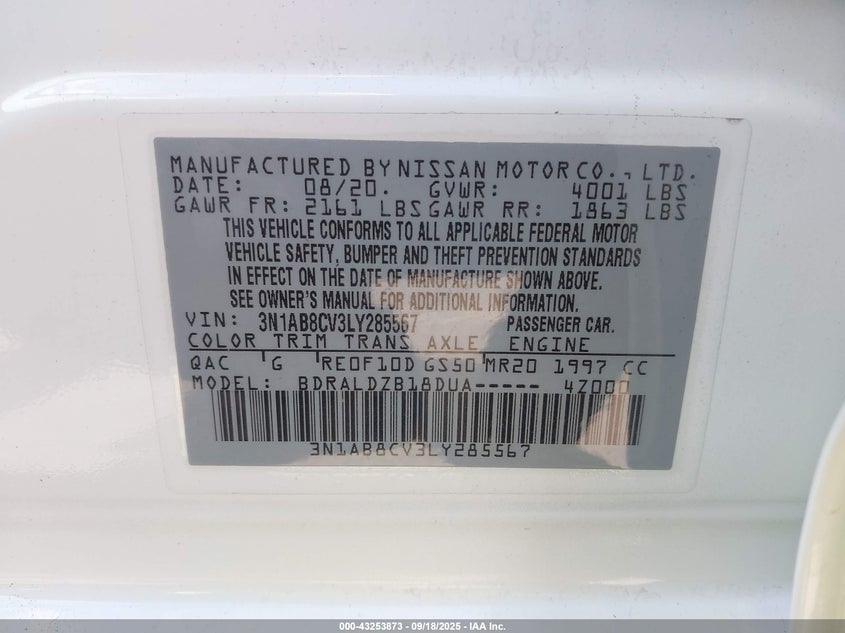 MANUFACTURED BY NISSAN MOTOR CO., LTD.
DATE: 08/20. GVWR: 4001 LBS
GAWR FR: 2161 LBS GAWR RR: 1863 LBS
THIS VEHICLE CONFORMS TO ALL APPLICABLE FEDERAL MOTOR
VEHICLE SAFETY, BUMPER AND THEFT PREVENTION STANDARDS
IN EFFECT ON THE DATE OF MANUFACTURE SHOWN ABOVE.
SEE OWNER'S MANUAL FOR ADDITIONAL INFORMATION.
VIN: 3N1AB8CV3LY285567 PASSENGER CAR.
COLOR TRIM TRANS AXLE ENGINE
QAC G RE0F10D GS50 MR20 1997 CC
MODEL: BDRALDZB18DUA----- 4Z000
3N1AB8CV3LY285567
000-43253873 - 09/18/2025 - IAA Inc.